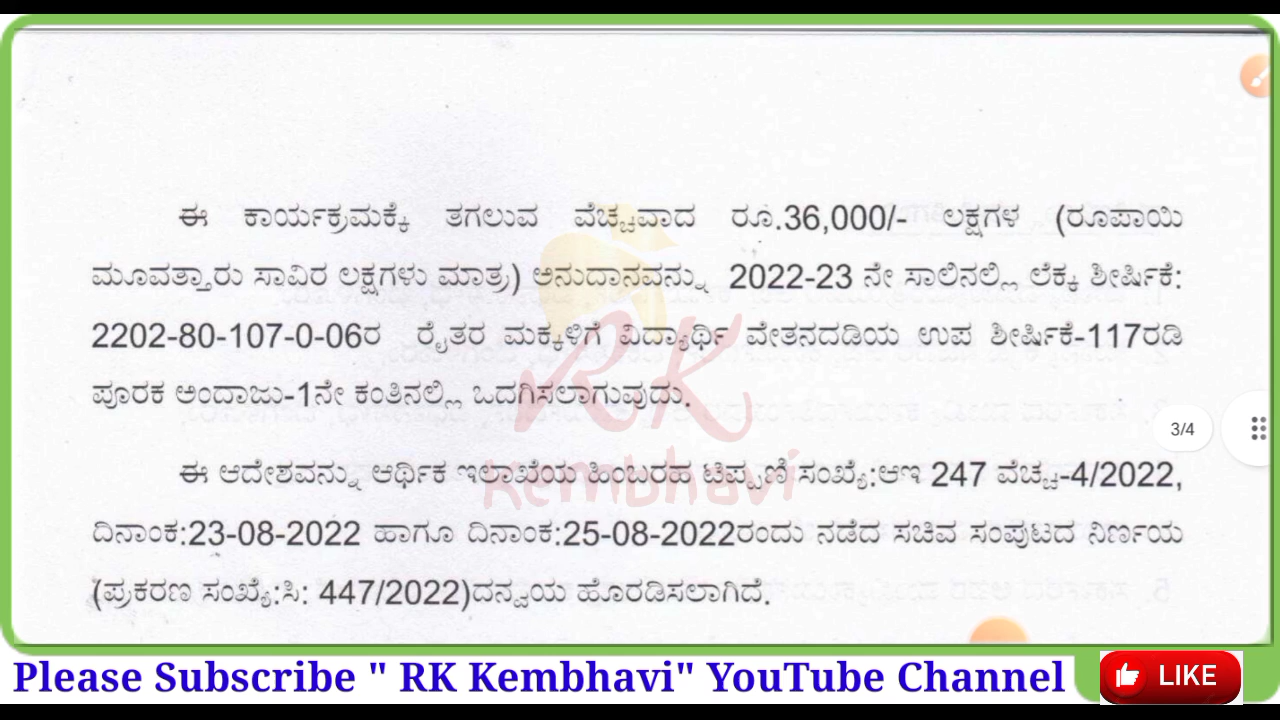 ಈ ಕಾರ್ಯಕ್ರಮಕ್ಕೆ ತಗಲುವ ವೆಚ್ಚವಾದ ರೂ.36,000/- ಲಕ್ಷಗಳ (ರೂಪಾಯಿ
ಮೂವತ್ತಾರು ಸಾವಿರ ಲಕ್ಷಗಳು ಮಾತ್ರ) ಅನುದಾನವನ್ನು 2022-23 ನೇ ಸಾಲಿನಲ್ಲಿ ಲೆಕ್ಕ ಶೀರ್ಷಿಕೆ:
2202-80-107-0-06ರ ರೈತರ ಮಕ್ಕಳಿಗೆ ವಿದ್ಯಾರ್ಥಿ ವೇತನದಡಿಯ ಉಪ ಶೀರ್ಷಿಕೆ-117ರಡಿ
ಪೂರಕ ಅಂದಾಜು-1ನೇ ಕಂತಿನಲ್ಲಿ ಒದಗಿಸಲಾಗುವುದು.
3/4
ಈ ಆದೇಶವನ್ನು ಆರ್ಥಿಕ ಇಲಾಖೆಯ ಹಿಂಬರಹ ಟಿಪ್ಪಣಿ ಸಂಖ್ಯೆ:ಆಇ 247 ವೆಚ್ಚ-4/2022,
ದಿನಾಂಕ:23-08-2022 ಹಾಗೂ ದಿನಾಂಕ:25-08-2022ರಂದು ನಡೆದ ಸಚಿವ ಸಂಪುಟದ ನಿರ್ಣಯ
(ಪ್ರಕರಣ ಸಂಖ್ಯೆ:ಸಿ: 447/2022)ದನ್ವಯ ಹೊರಡಿಸಲಾಗಿದೆ.
RK
Kembhavi
Please Subscribe " RK Kembhavi" YouTube Channel
LIKE